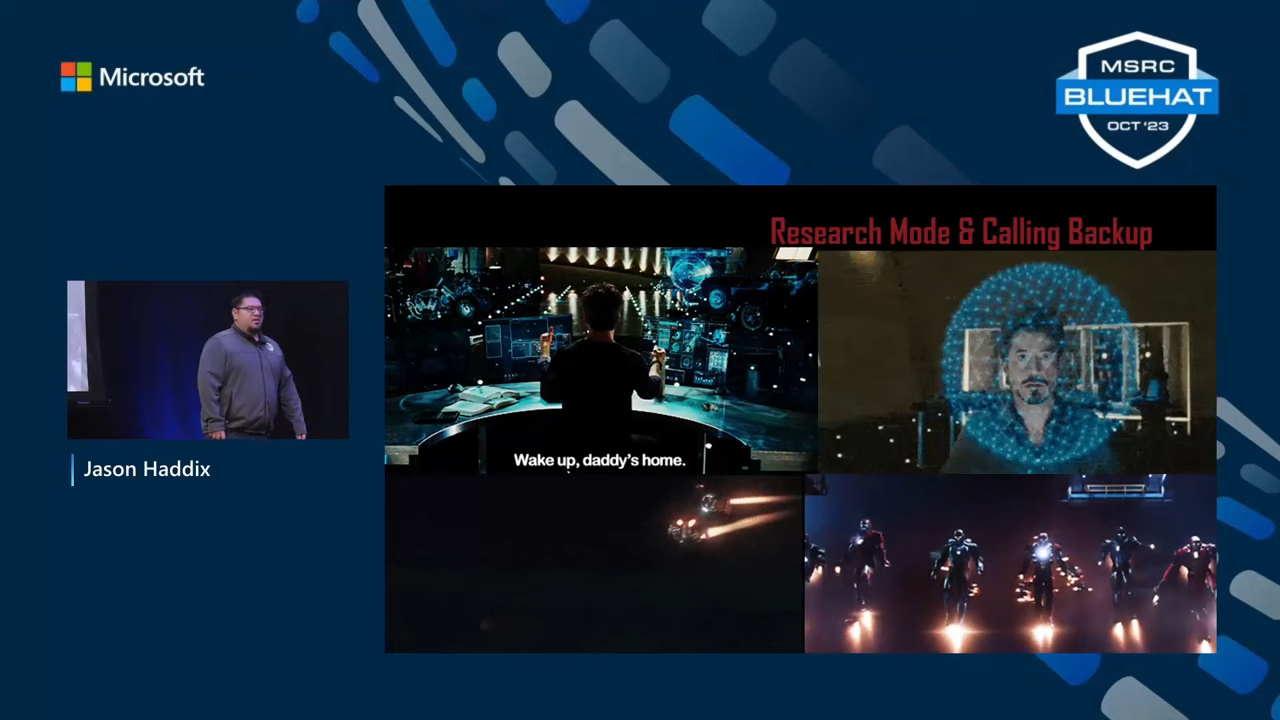 Microsoft
MSRC
BLUEHAT
OCT '23
Research Mode & Calling Backup
Wake up, daddy's home.
Jason Haddix